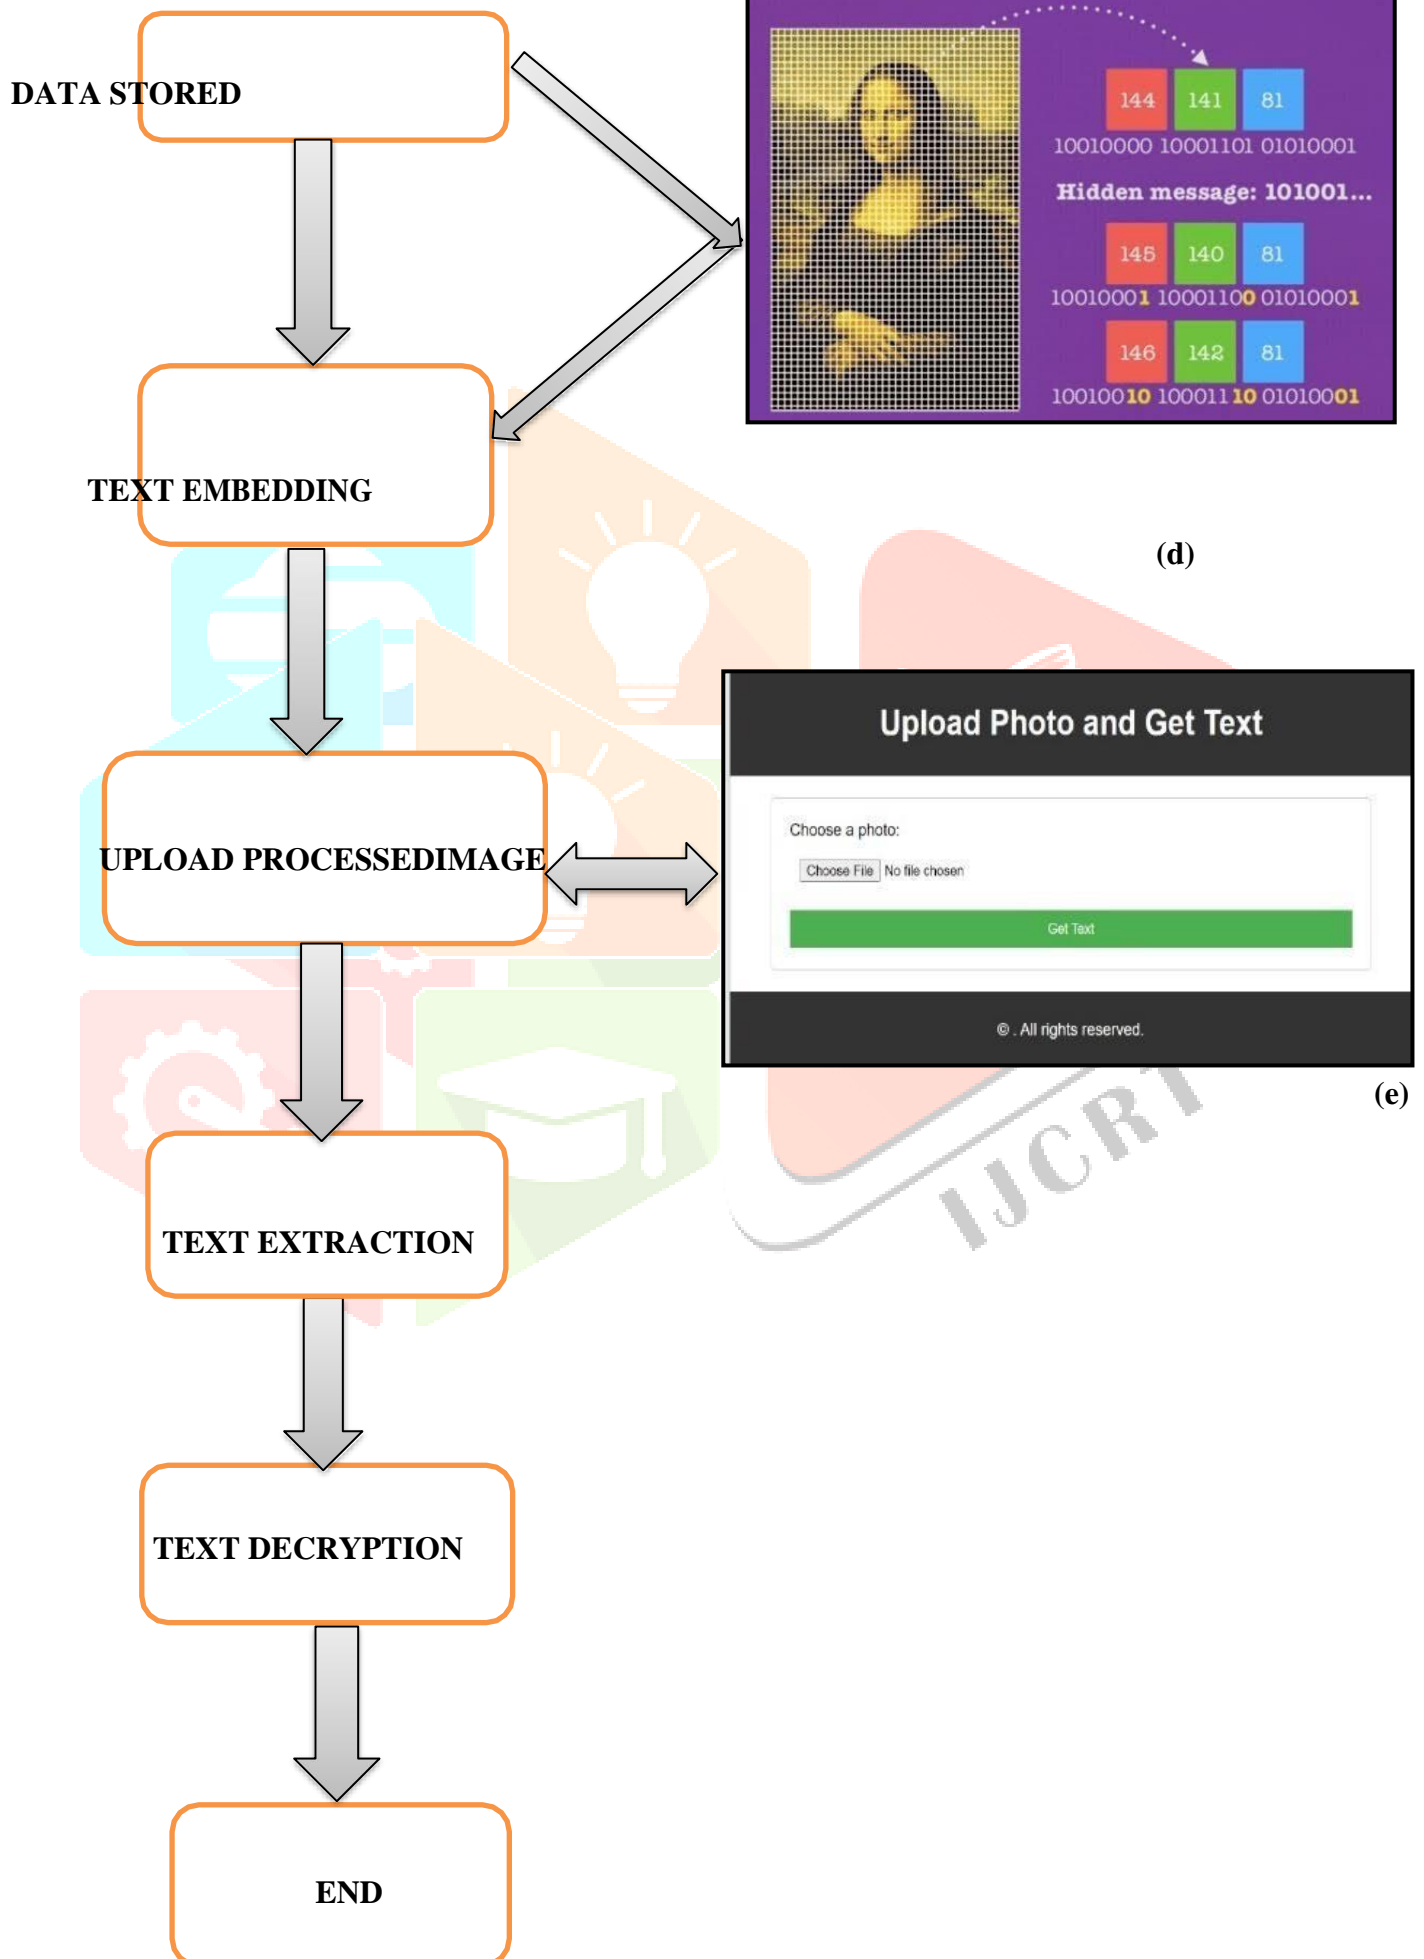 DATA STORED
144 141 81
10010000 10001101 01010001
Hidden message: 101001...
145 140 81
10010001 10001100 01010001
146 142 81
10010010 10001110 01010001
TEXT EMBEDDING
(d)
Upload Photo and Get Text
Choose a photo:
Choose File No file chosen
Get Text
© . All rights reserved.
UPLOAD PROCESSEDIMAGE
(e)
IJCRT
TEXT EXTRACTION
TEXT DECRYPTION
END